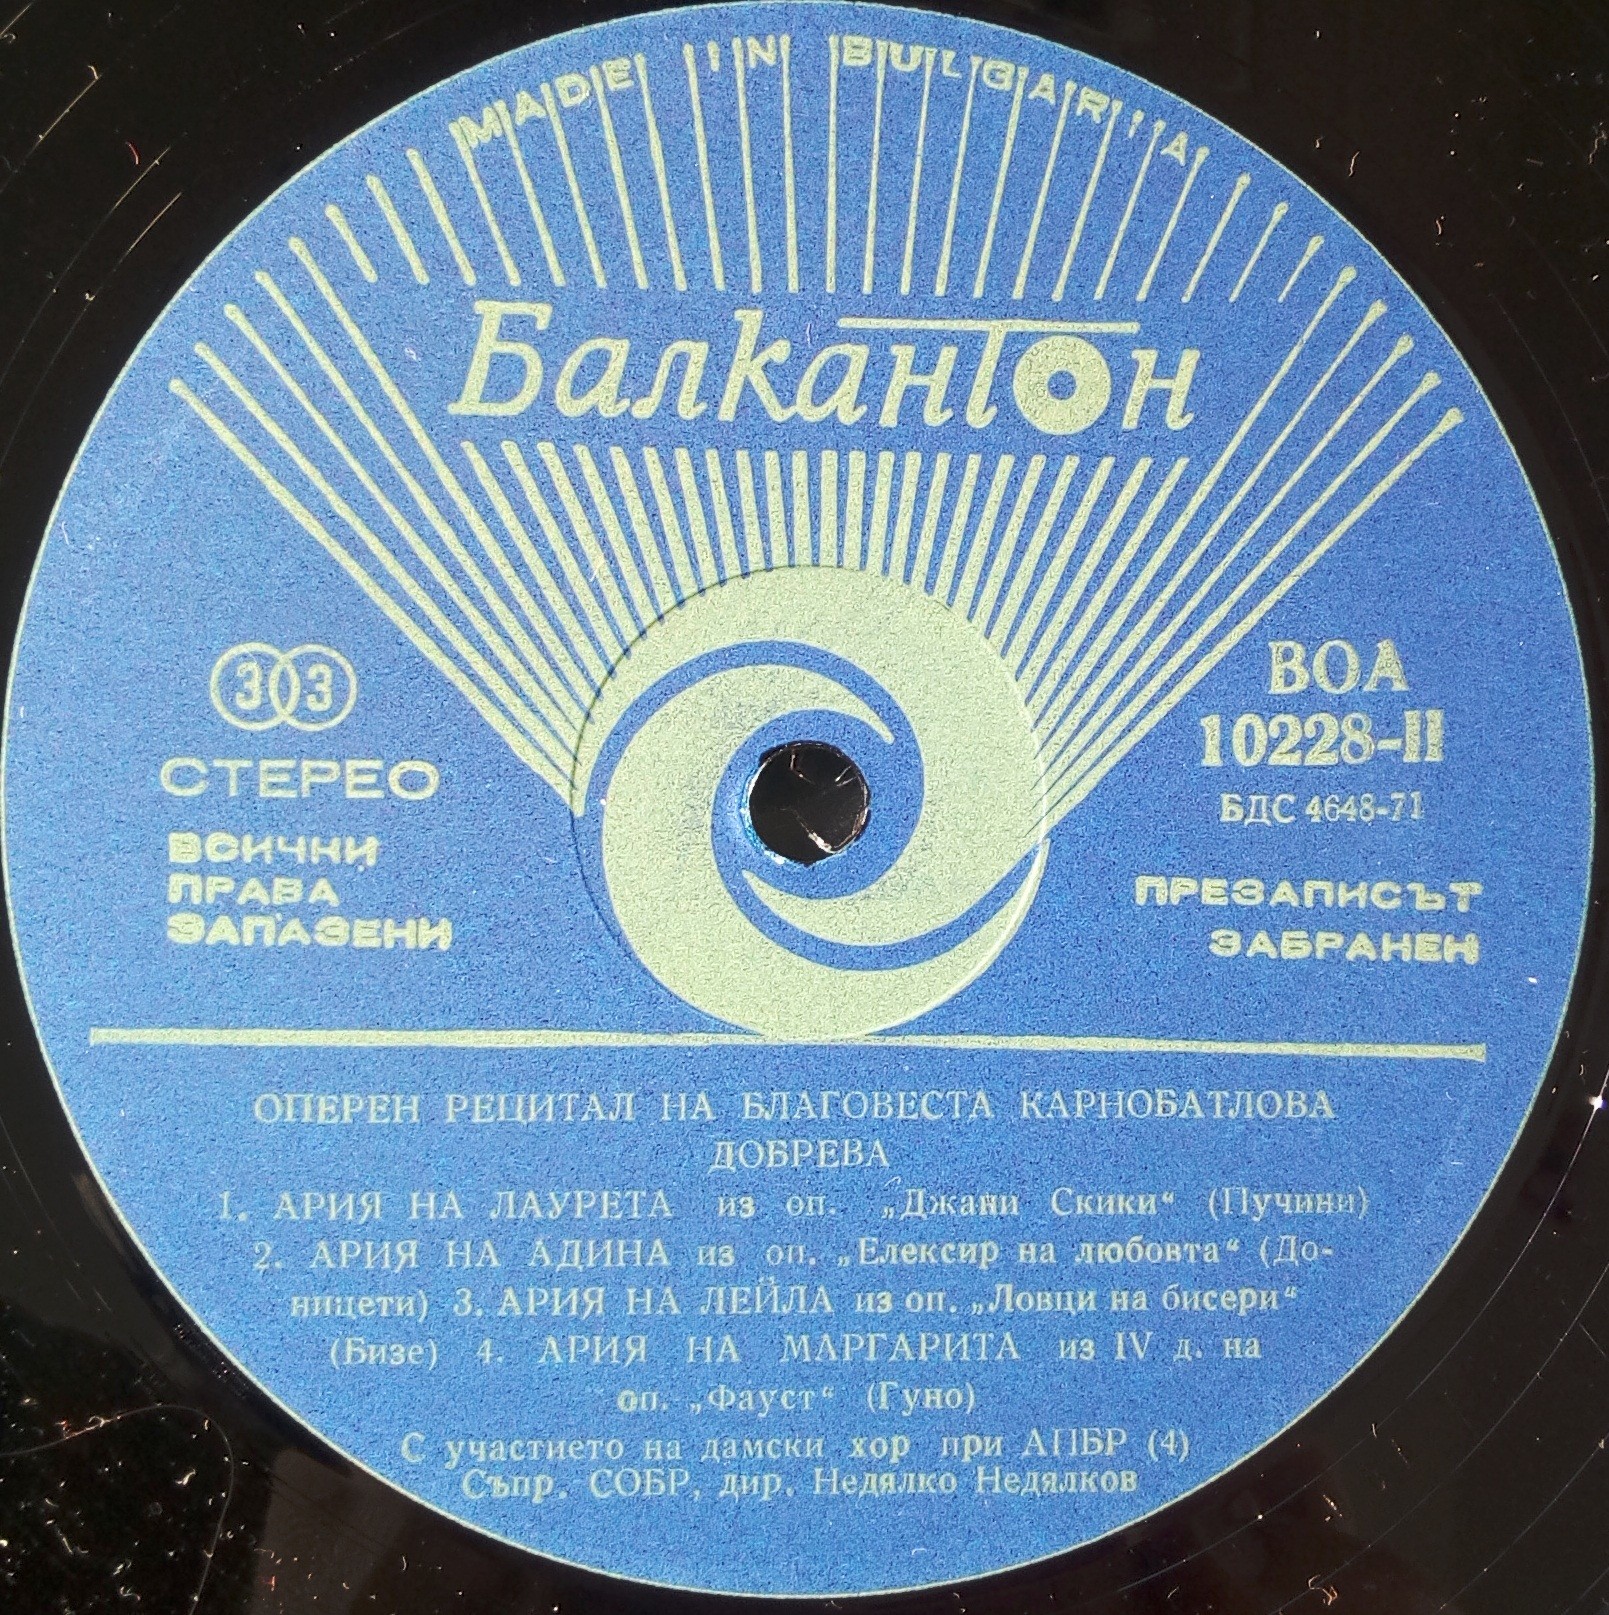 MADE IN BULGARIA
Балкантон
33
СТЕРЕО
ВСИЧКИ
ПРАВА
ЗАПАЗЕНИ
ВОА
10228-II
БДС 4648-71
ПРЕЗАПИСЪТ
ЗАБРАНЕН
ОПЕРЕН РЕЦИТАЛ НА БЛАГОВЕСТА КАРНОБАТЛОВА
ДОБРЕВА
1. АРИЯ НА ЛАУРЕТА из оп. „Джани Скики“ (Пучини)
2. АРИЯ НА АДИНА из оп. „Елексир на любовта“ (До-
ницети) 3. АРИЯ НА ЛЕЙЛА из оп. „Ловци на бисери“
(Бизе) 4. АРИЯ НА МАРГАРИТА из IV д. на
оп. „Фауст“ (Гуно)
С участието на дамски хор при АПБР (4)
Съпр. СОБР, дир. Недялко Недялков